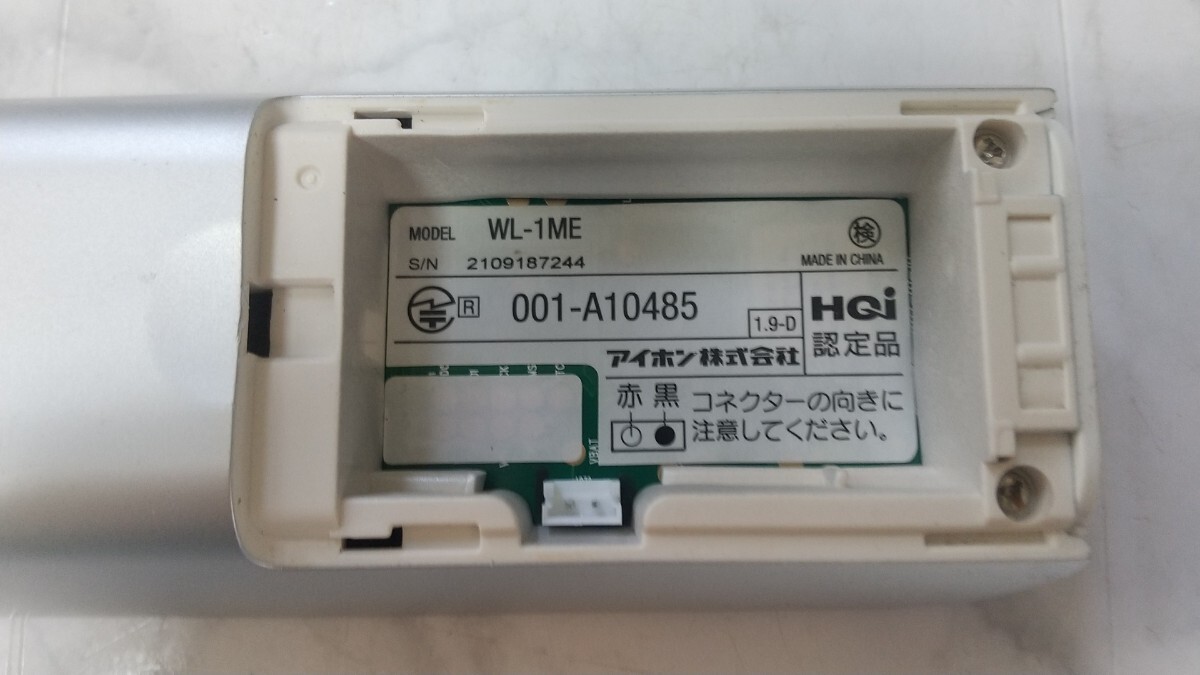 MODEL WL-1ME 検
S/N 2109187244 MADE IN CHINA
R 001-A10485 1.9-D HQi
アイホン株式会社 認定品
赤 黒 コネクターの向きに
注意してください。
VBAT